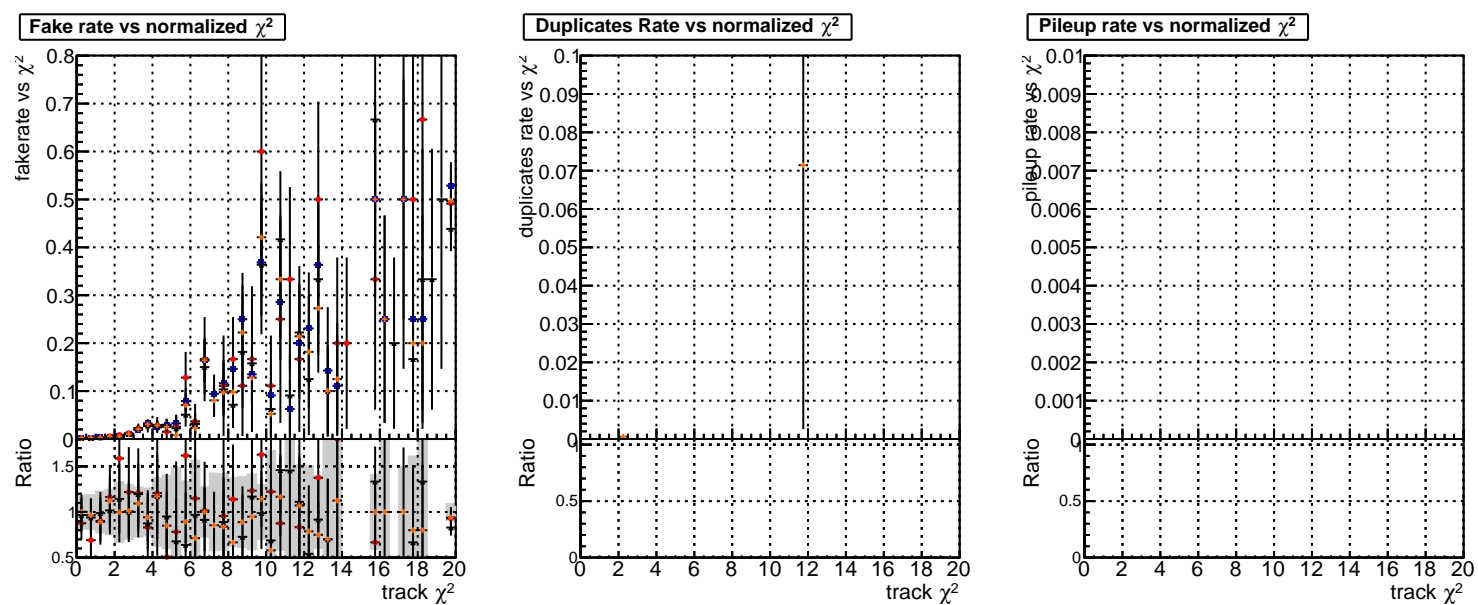 Fake rate vs normalized χ²
fakerate vs χ²
0.8
0.7
0.6
0.5
0.4
0.3
0.2
0.1
0
Ratio
1.5
1
0.5
0 2 4 6 8 10 12 14 16 18 20
track χ²
Duplicates Rate vs normalized χ²
duplicates rate vs χ²
0.1
0.09
0.08
0.07
0.06
0.05
0.04
0.03
0.02
0.01
0
Ratio
1
0.5
0
0 2 4 6 8 10 12 14 16 18 20
track χ²
Pileup rate vs normalized χ²
pileup rate vs χ²
0.01
0.009
0.008
0.007
0.006
0.005
0.004
0.003
0.002
0.001
0
Ratio
1
0.5
0
0 2 4 6 8 10 12 14 16 18 20
track χ²